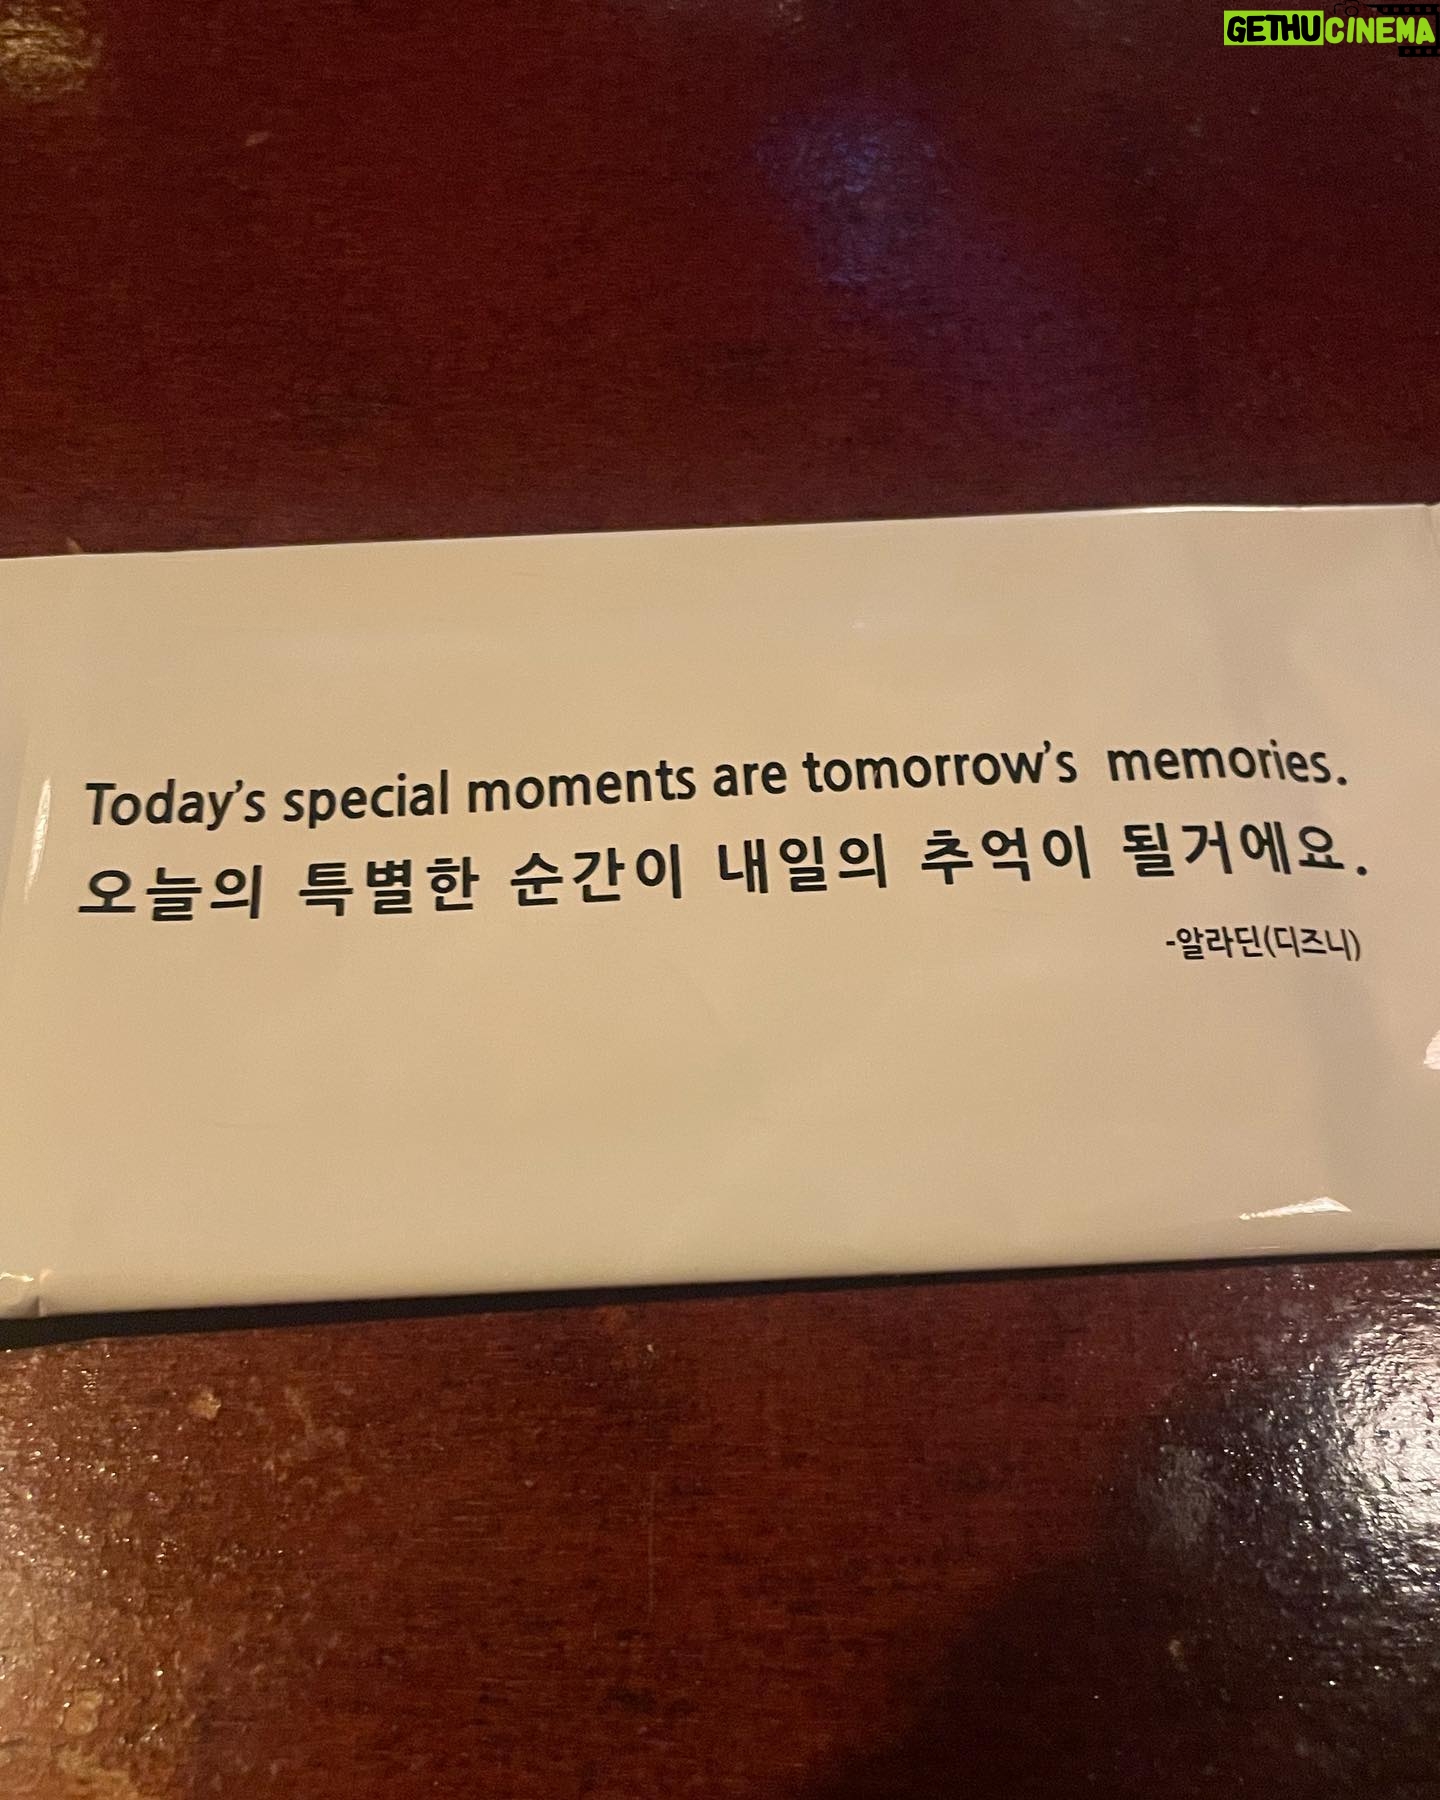 GETHUCINEMA
Today's special moments are tomorrow's memories.
오늘의 특별한 순간이 내일의 추억이 될거에요.
-알라딘(디즈니)